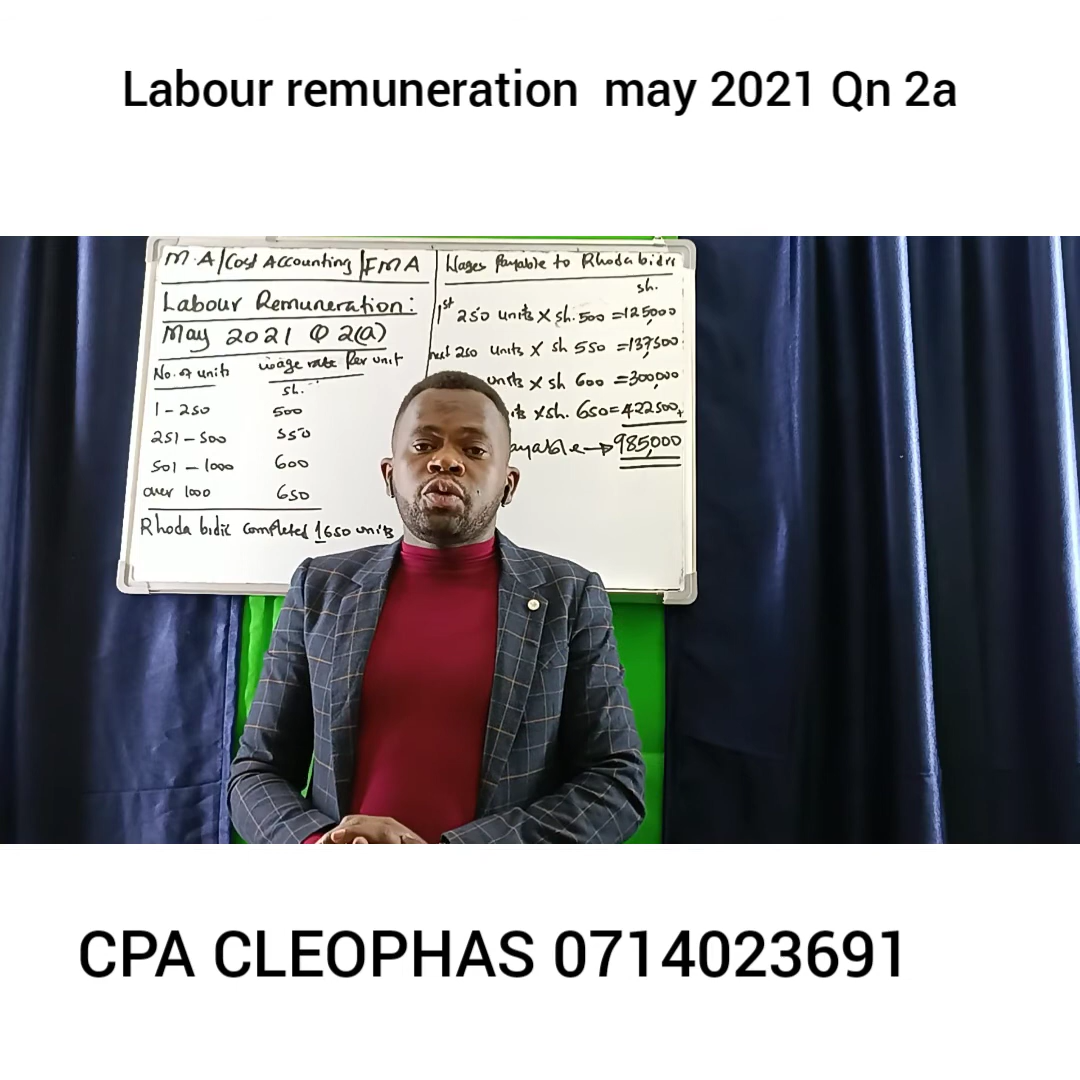 Labour remuneration may 2021 Qn 2a
M.A/Cost Accounting/FMA
Labour Remuneration:
May 2021 Q 2(a)
No. of units wage rate Per unit
sh.
1-250 500
251-500 550
501-1000 600
over 1000 650
Rhoda bidii completed 1650 units
Wages Payable to Rhoda bidii
sh.
1st 250 units X sh. 500 =125,000
next 250 units X sh 550 =137,500
units X sh 600 =300,000
X sh. 650=422500
985,000
CPA CLEOPHAS 0714023691